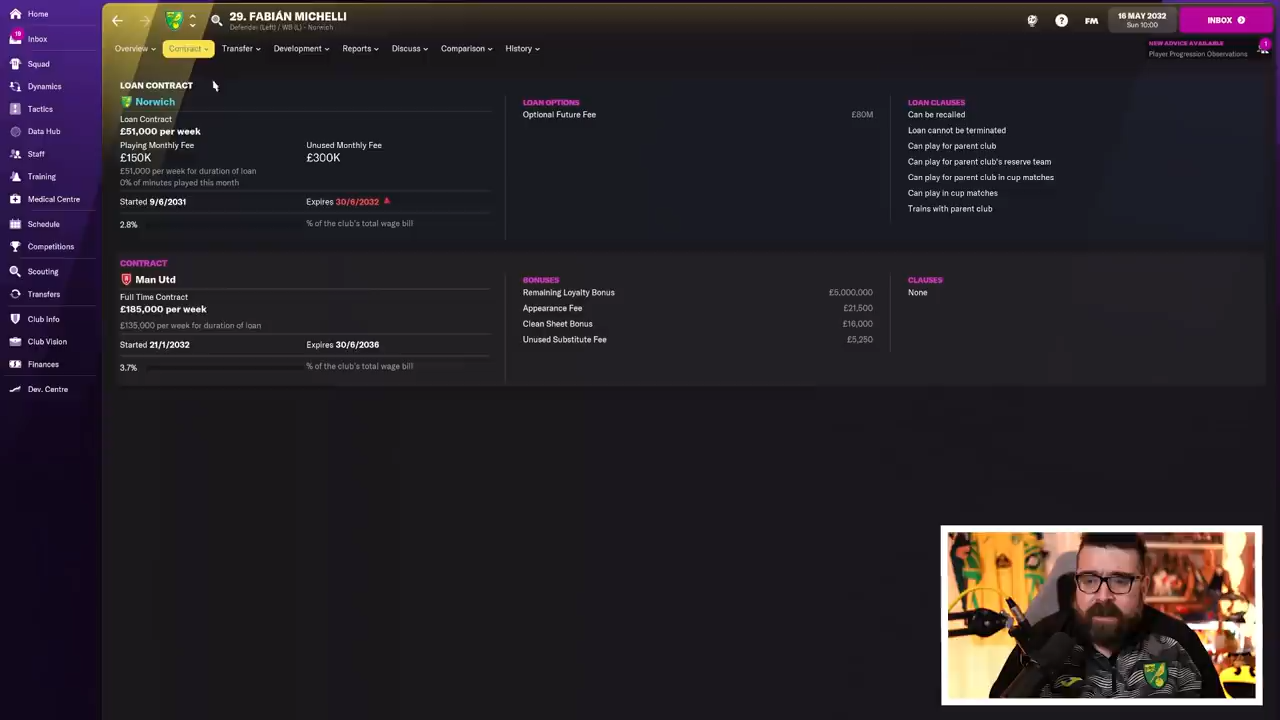 29. FABIÁN MICHELLI
Defender (Left) / WB (L) - Norwich
FM
16 MAY 2032
Sun 10:00
INBOX
Overview
Contract
Transfer
Development
Reports
Discuss
Comparison
History
NEW ADVICE AVAILABLE
Player Progression Observations
1
Home
19
Inbox
Squad
Dynamics
Tactics
Data Hub
Staff
Training
Medical Centre
Schedule
Competitions
Scouting
Transfers
Club Info
Club Vision
Finances
Dev. Centre
LOAN CONTRACT
Norwich
Loan Contract
£51,000 per week
Playing Monthly Fee
Unused Monthly Fee
£150K
£300K
£51,000 per week for duration of loan
0% of minutes played this month
Started 9/6/2031
Expires 30/6/2032
2.8%
% of the club's total wage bill
LOAN OPTIONS
Optional Future Fee
£80M
LOAN CLAUSES
Can be recalled
Loan cannot be terminated
Can play for parent club
Can play for parent club's reserve team
Can play for parent club in cup matches
Can play in cup matches
Trains with parent club
CONTRACT
Man Utd
Full Time Contract
£185,000 per week
£135,000 per week for duration of loan
Started 21/1/2032
Expires 30/6/2036
3.7%
% of the club's total wage bill
BONUSES
Remaining Loyalty Bonus
£5,000,000
Appearance Fee
£21,500
Clean Sheet Bonus
£16,000
Unused Substitute Fee
£5,250
CLAUSES
None